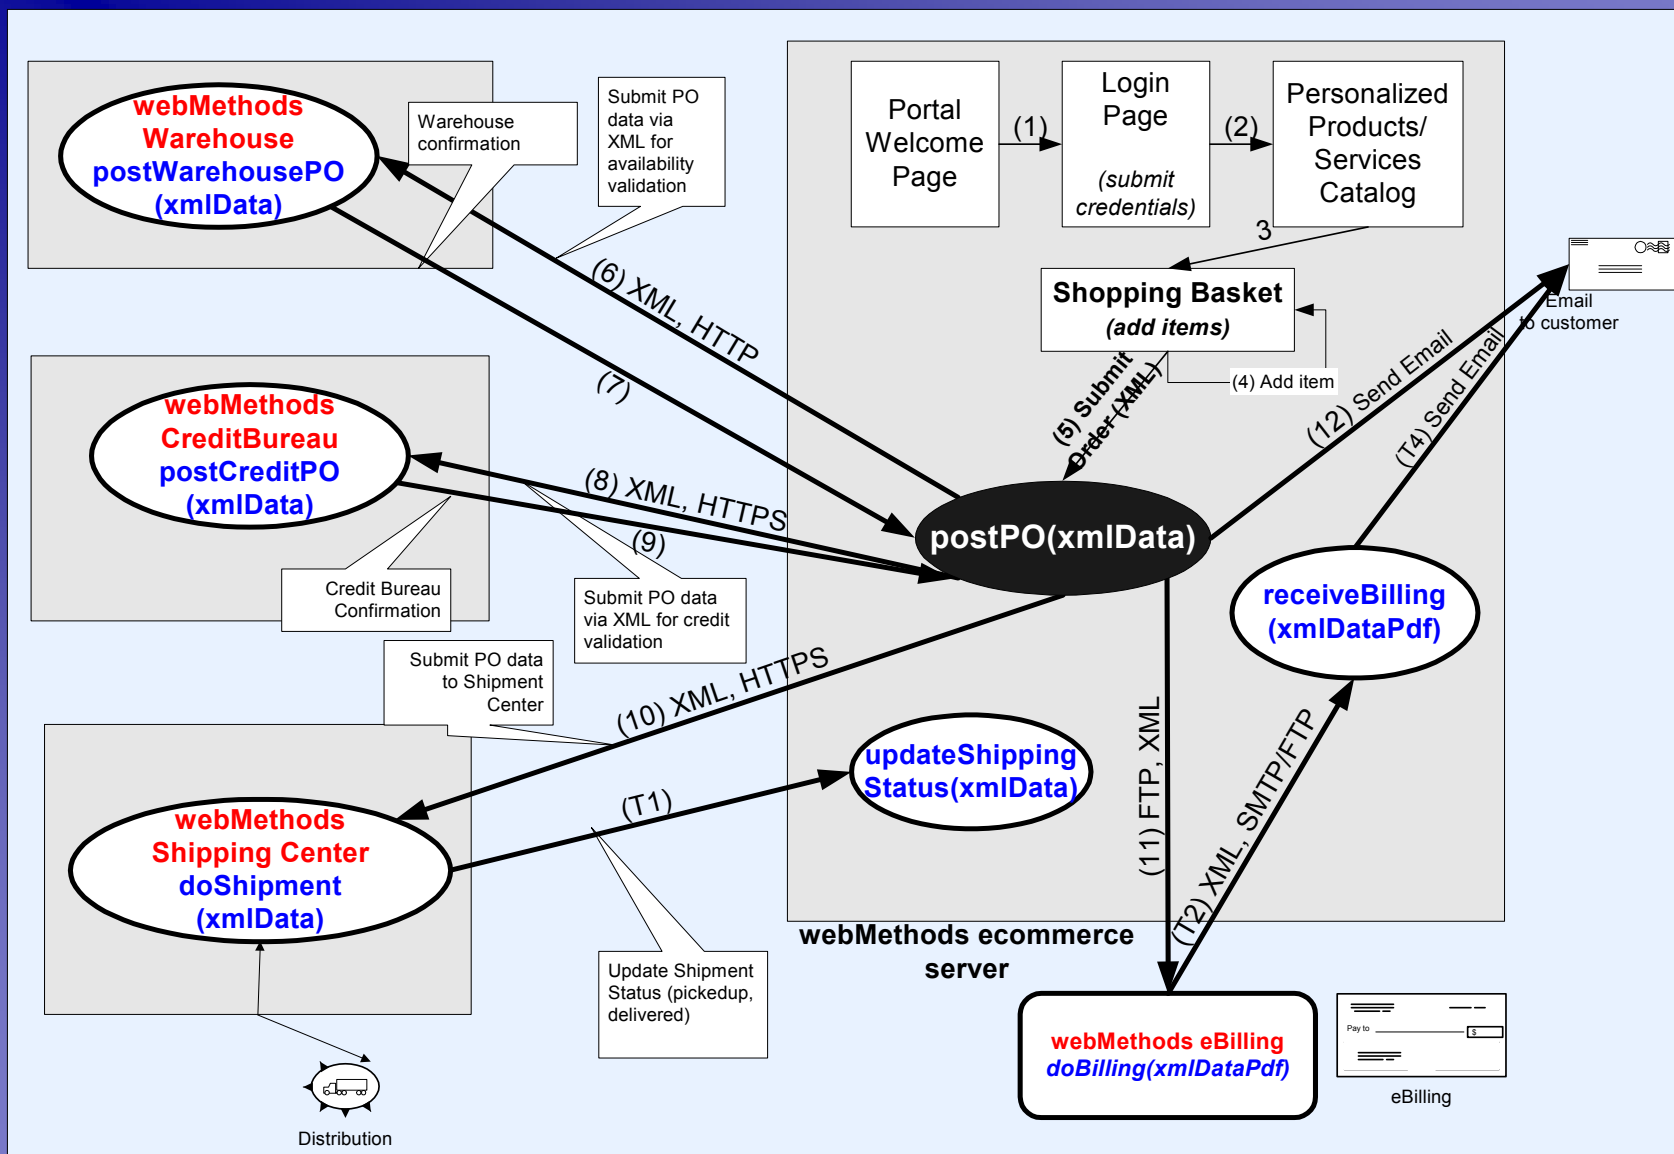 webMethods
Warehouse
postWarehousePO
(xmlData)
Warehouse
confirmation
Submit PO
data via
XML for
availability
validation
Portal
Welcome
Page
(1)
Login
Page
(submit
credentials)
(2)
Personalized
Products/
Services
Catalog
3
Shopping Basket
(add items)
(4) Add item
(5) Submit
Order (XML)
Email
to customer
(6) XML, HTTP
(7)
webMethods
CreditBureau
postCreditPO
(xmlData)
(8) XML, HTTPS
(9)
Credit Bureau
Confirmation
Submit PO data
via XML for credit
validation
postPO(xmlData)
(12) Send Email
(T4) Send Email
receiveBilling
(xmlDataPdf)
Submit PO data
to Shipment
Center
(10) XML, HTTPS
(T1)
updateShipping
Status(xmlData)
(11) FTP, XML
(T2) XML, SMTP/FTP
webMethods
Shipping Center
doShipment
(xmlData)
Update Shipment
Status (pickedup,
delivered)
webMethods ecommerce
server
webMethods eBilling
doBilling(xmlDataPdf)
Pay to
$
eBilling
Distribution